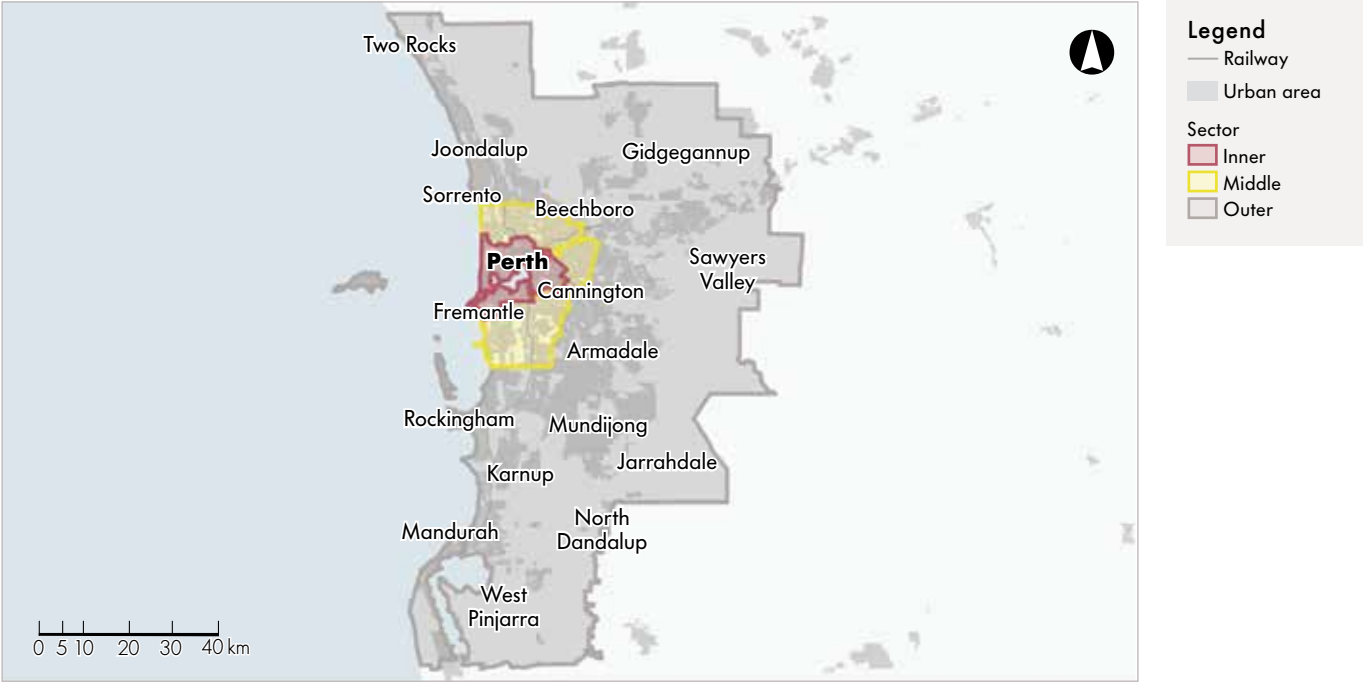 Two Rocks
Joondalup
Gidgegannup
Sorrento
Beechboro
Perth
Sawyers
Valley
Cannington
Fremantle
Armadale
Rockingham
Mundijong
Jarrahdale
Karnup
Mandurah
North
Dandalup
West
Pinjarra
0 5 10 20 30 40 km
Legend
Railway
Urban area
Sector
Inner
Middle
Outer